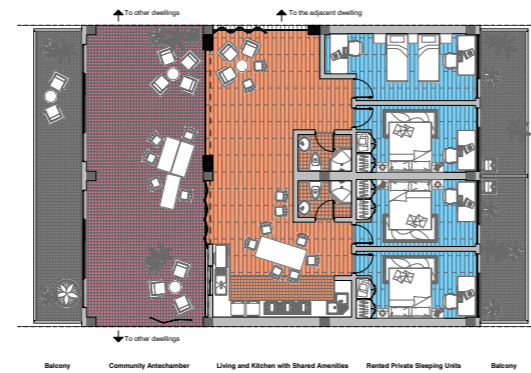 To other dwellings
To the adjacent dwelling
To other dwellings
Balcony
Community Antechamber
Living and Kitchen with Shared Amenities
Rented Private Sleeping Units
Balcony